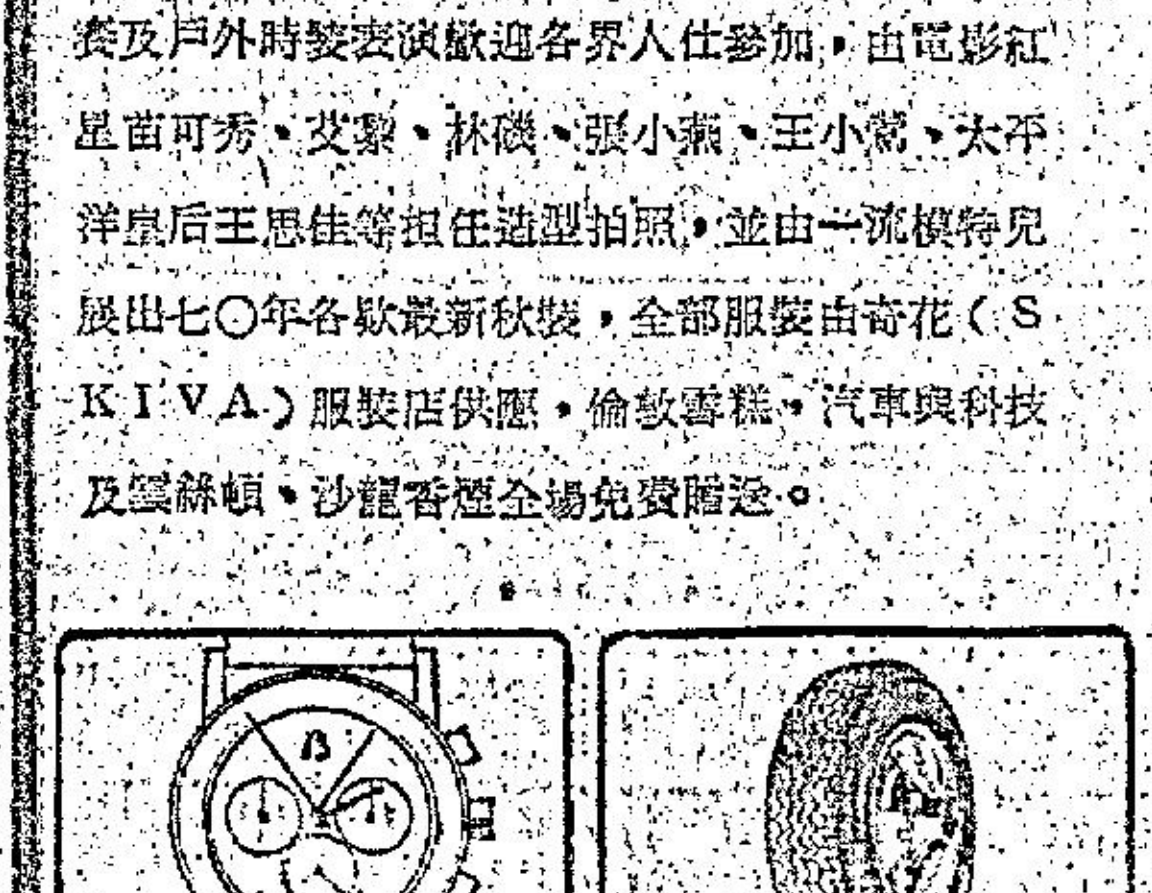 賽及戶外時裝表演歡迎各界人仕參加，由電影紅
星苗可秀、艾黎、林磯、張小燕、王小鶯、太平
洋皇后王思佳等担任造型拍照，並由一流模特兒
展出七〇年各款最新秋裝，全部服裝由奇花（S
KIVA）服裝店供應，倫敦雪糕，汽車與科技
及雲絲頓、沙龍香煙全場免費贈送。